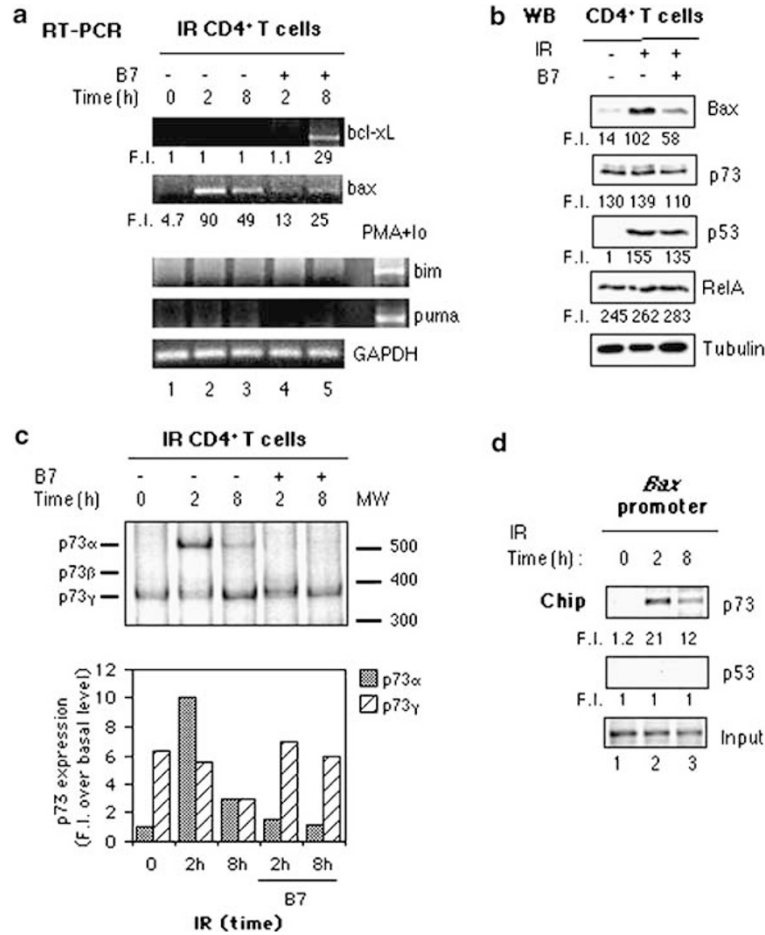 a
RT-PCR
IR CD4⁺ T cells
B7 - - - + +
Time (h) 0 2 8 2 8
bcl-xL
F.I. 1 1 1 1.1 29
bax
F.I. 4.7 90 49 13 25
PMA+Io
bim
puma
GAPDH
1 2 3 4 5
b
WB
CD4⁺ T cells
IR - + +
B7 - - +
Bax
F.I. 14 102 58
p73
F.I. 130 139 110
p53
F.I. 1 155 135
RelA
F.I. 245 262 283
Tubulin
c
IR CD4⁺ T cells
B7 - - - + +
Time (h) 0 2 8 2 8 MW
p73α
p73β
p73γ
500
400
300
p73 expression
(F.I. over basal level)
12
10
8
6
4
2
0
p73α
p73γ
0 2h 8h 2h 8h
B7
IR (time)
d
Bax
promoter
IR
Time (h) : 0 2 8
Chip
p73
F.I. 1.2 21 12
p53
F.I. 1 1 1
Input
1 2 3